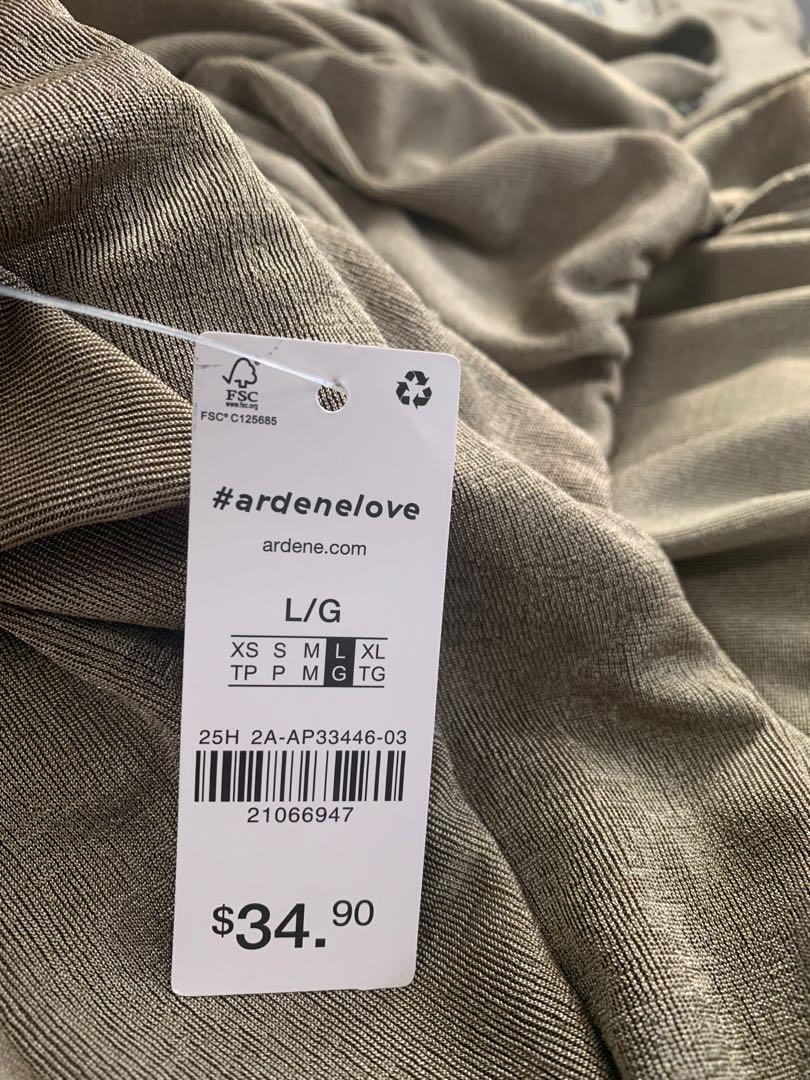 FSC
www.fsc.org
FSC® C125685
#ardenelove
ardene.com
L/G
XS S M L XL
TP P M G TG
25H 2A-AP33446-03
21066947
$34.90